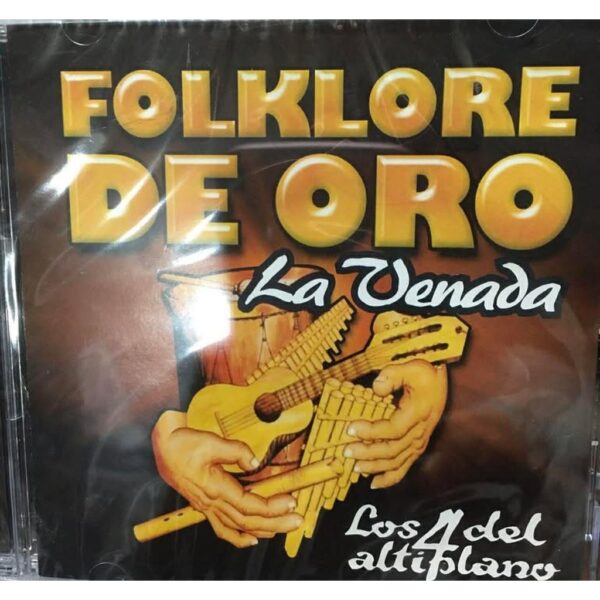 FOLKLORE
DE ORO
La Venada
Los 4 del
altiplano